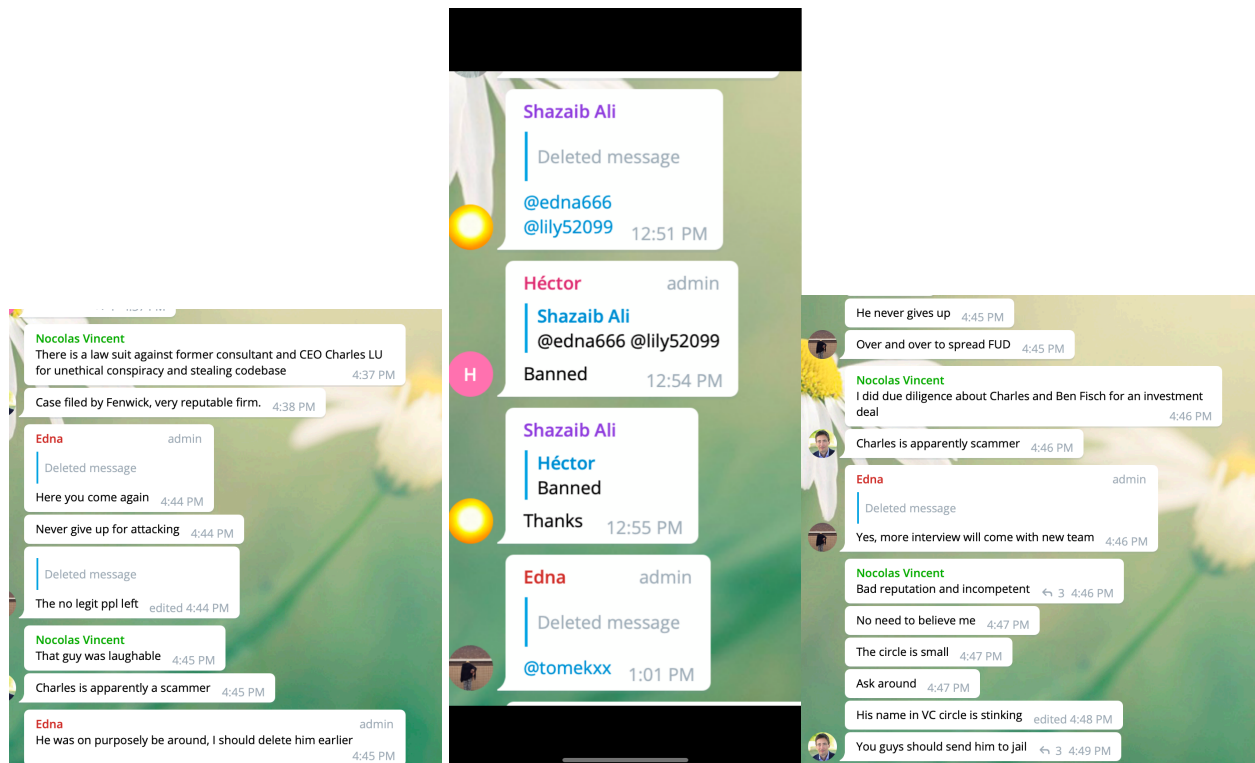 Nocolas Vincent
There is a law suit against former consultant and CEO Charles LU
for unethical conspiracy and stealing codebase
4:37 PM
Case filed by Fenwick, very reputable firm. 4:38 PM
Edna admin
Deleted message
Here you come again 4:44 PM
Never give up for attacking 4:44 PM
Deleted message
The no legit ppl left edited 4:44 PM
Nocolas Vincent
That guy was laughable 4:45 PM
Charles is apparently a scammer 4:45 PM
Edna admin
He was on purposely be around, I should delete him earlier
4:45 PM
Shazaib Ali
Deleted message
@edna666
@lily52099 12:51 PM
Héctor admin
Shazaib Ali
@edna666 @lily52099
H
Banned 12:54 PM
Shazaib Ali
Héctor
Banned
Thanks 12:55 PM
Edna admin
Deleted message
@tomekxx 1:01 PM
He never gives up 4:45 PM
Over and over to spread FUD 4:45 PM
Nocolas Vincent
I did due diligence about Charles and Ben Fisch for an investment
deal
4:46 PM
Charles is apparently scammer 4:46 PM
Edna admin
Deleted message
Yes, more interview will come with new team 4:46 PM
Nocolas Vincent
Bad reputation and incompetent 3 4:46 PM
No need to believe me 4:47 PM
The circle is small 4:47 PM
Ask around 4:47 PM
His name in VC circle is stinking edited 4:48 PM
You guys should send him to jail 3 4:49 PM